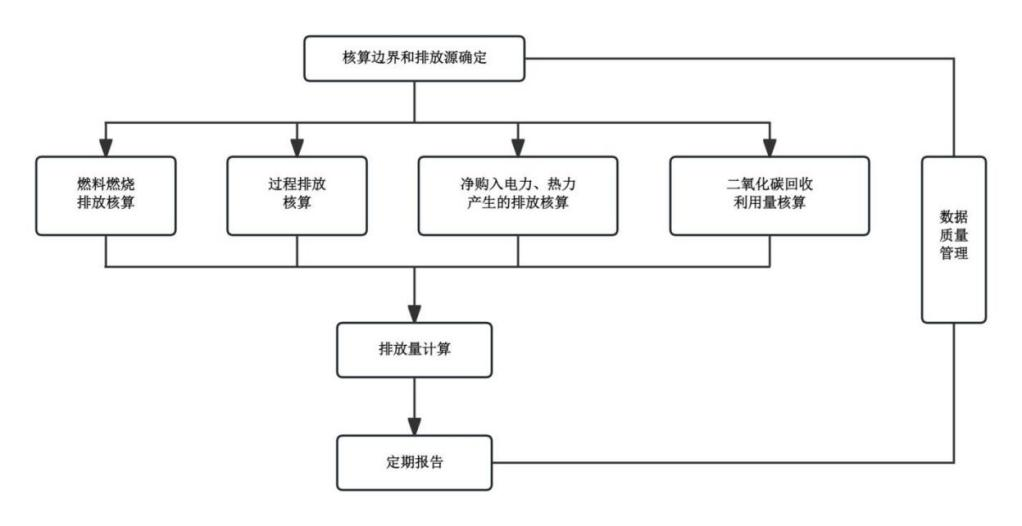 核算边界和排放源确定
燃料燃烧
排放核算
过程排放
核算
净购入电力、热力
产生的排放核算
二氧化碳回收
利用量核算
数据
质量
管理
排放量计算
定期报告